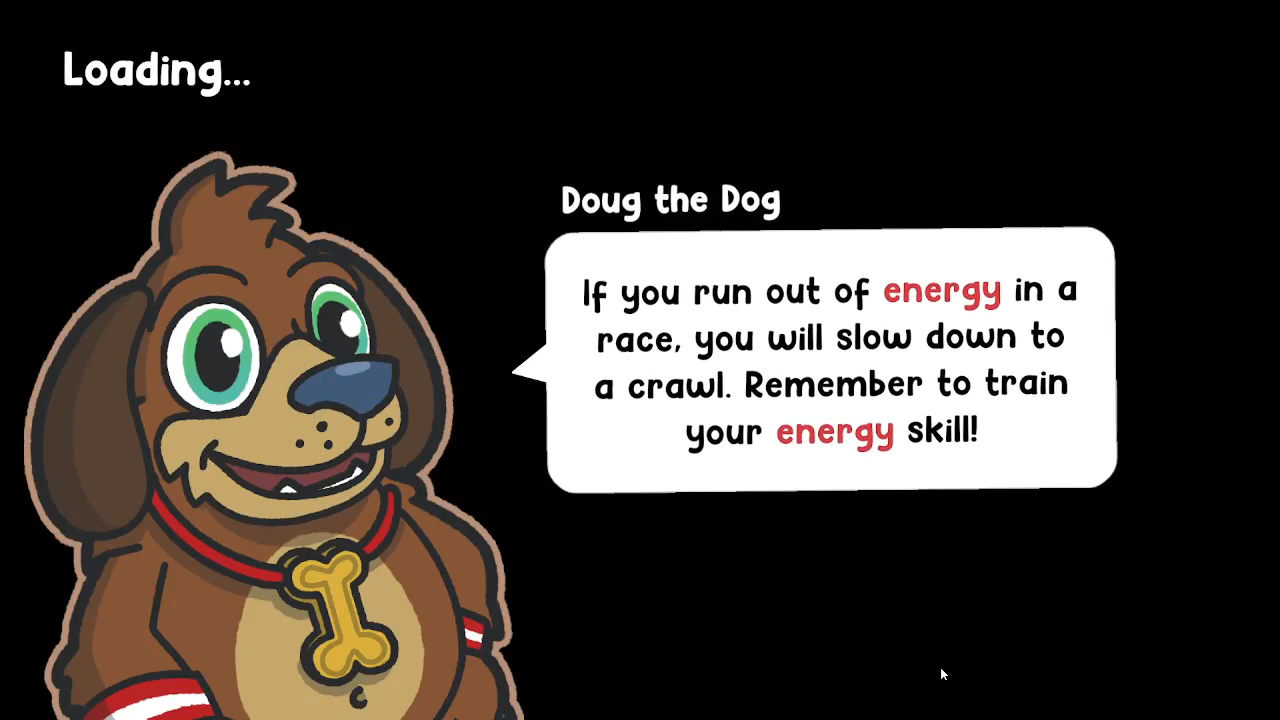 Loading...
Doug the Dog
If you run out of energy in a
race, you will slow down to
a crawl. Remember to train
your energy skill!